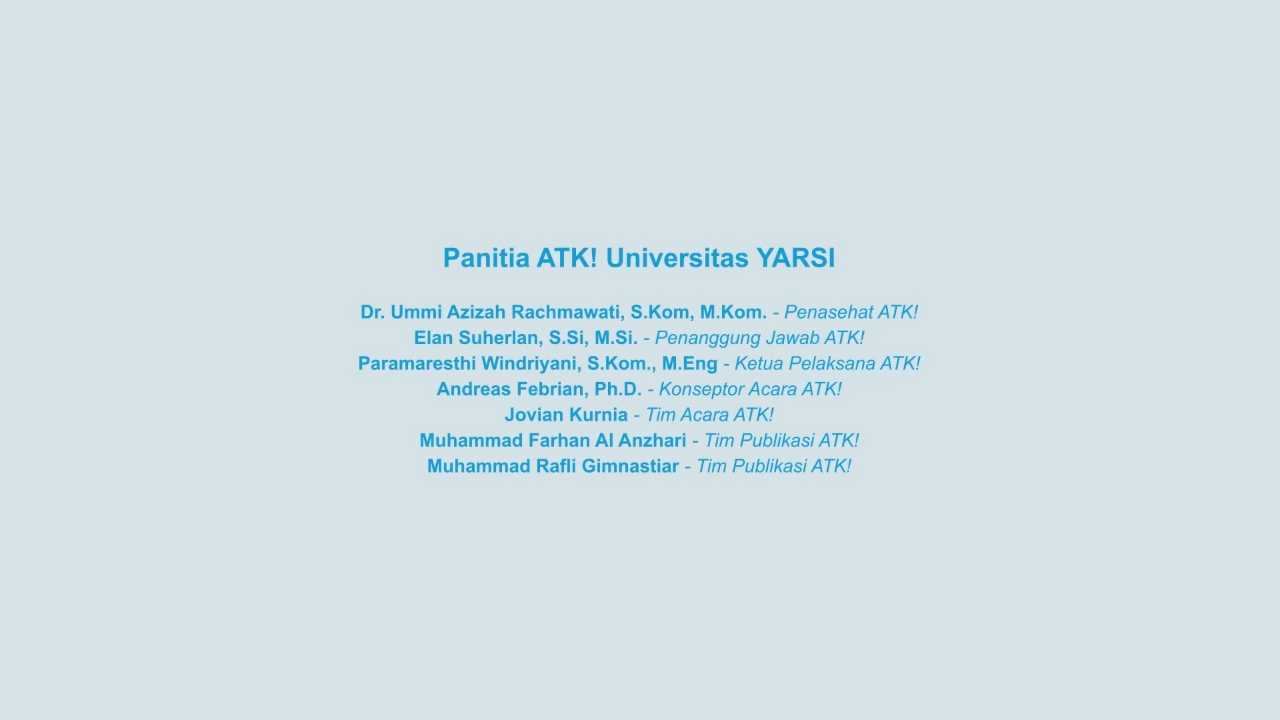 Panitia ATK! Universitas YARSI
Dr. Ummi Azizah Rachmawati, S.Kom, M.Kom. - Penasehat ATK!
Elan Suherlan, S.Si, M.Si. - Penanggung Jawab ATK!
Paramaresthi Windriyani, S.Kom., M.Eng - Ketua Pelaksana ATK!
Andreas Febrian, Ph.D. - Konseptor Acara ATK!
Jovian Kurnia - Tim Acara ATK!
Muhammad Farhan Al Anzhari - Tim Publikasi ATK!
Muhammad Rafli Gimnastiar - Tim Publikasi ATK!